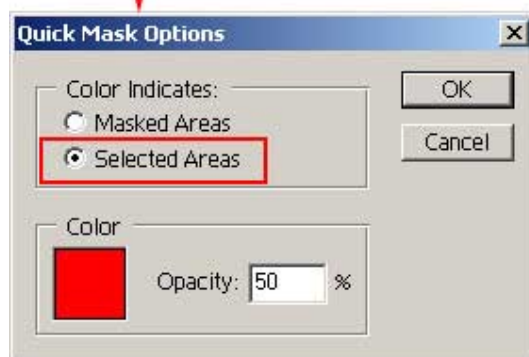 Quick Mask Options
Color Indicates:
Masked Areas
Selected Areas
OK
Cancel
Color
Opacity: 50 %